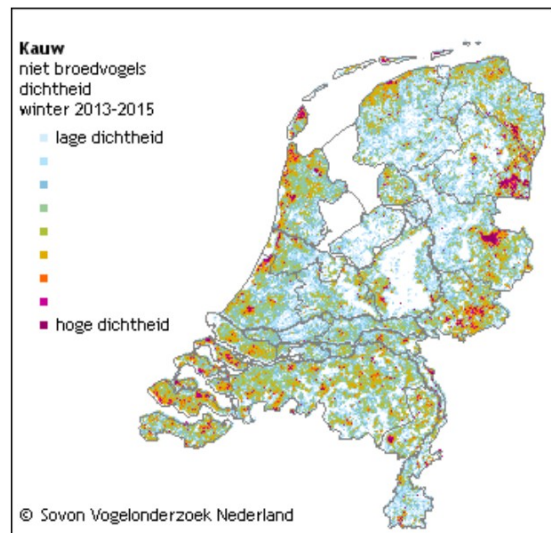 Kauw
niet broedvogels
dichtheid
winter 2013-2015
lage dichtheid
hoge dichtheid
© Sovon Vogelonderzoek Nederland